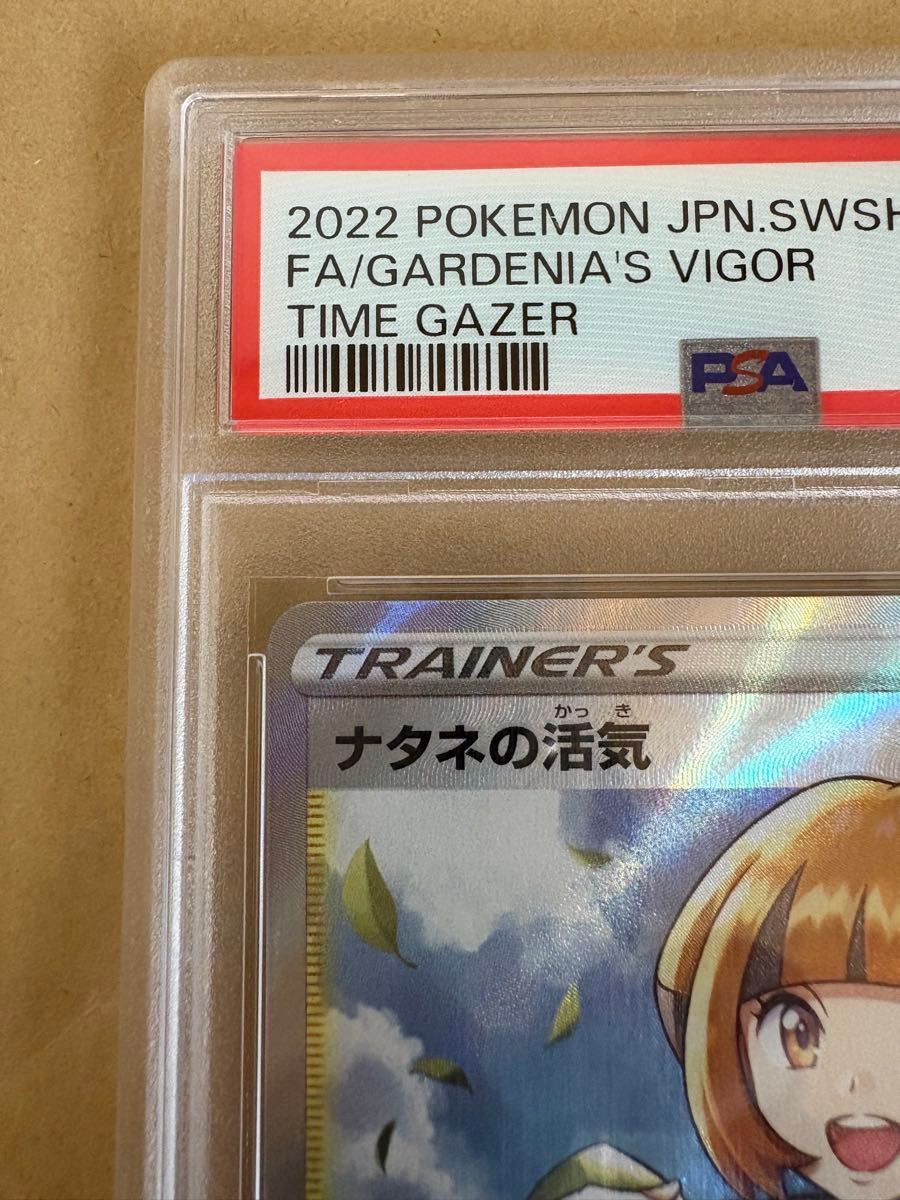 2022 POKEMON JPN.SWSH
FA/GARDENIA'S VIGOR
TIME GAZER
PSA
TRAINER'S
かっき
ナタネの活気